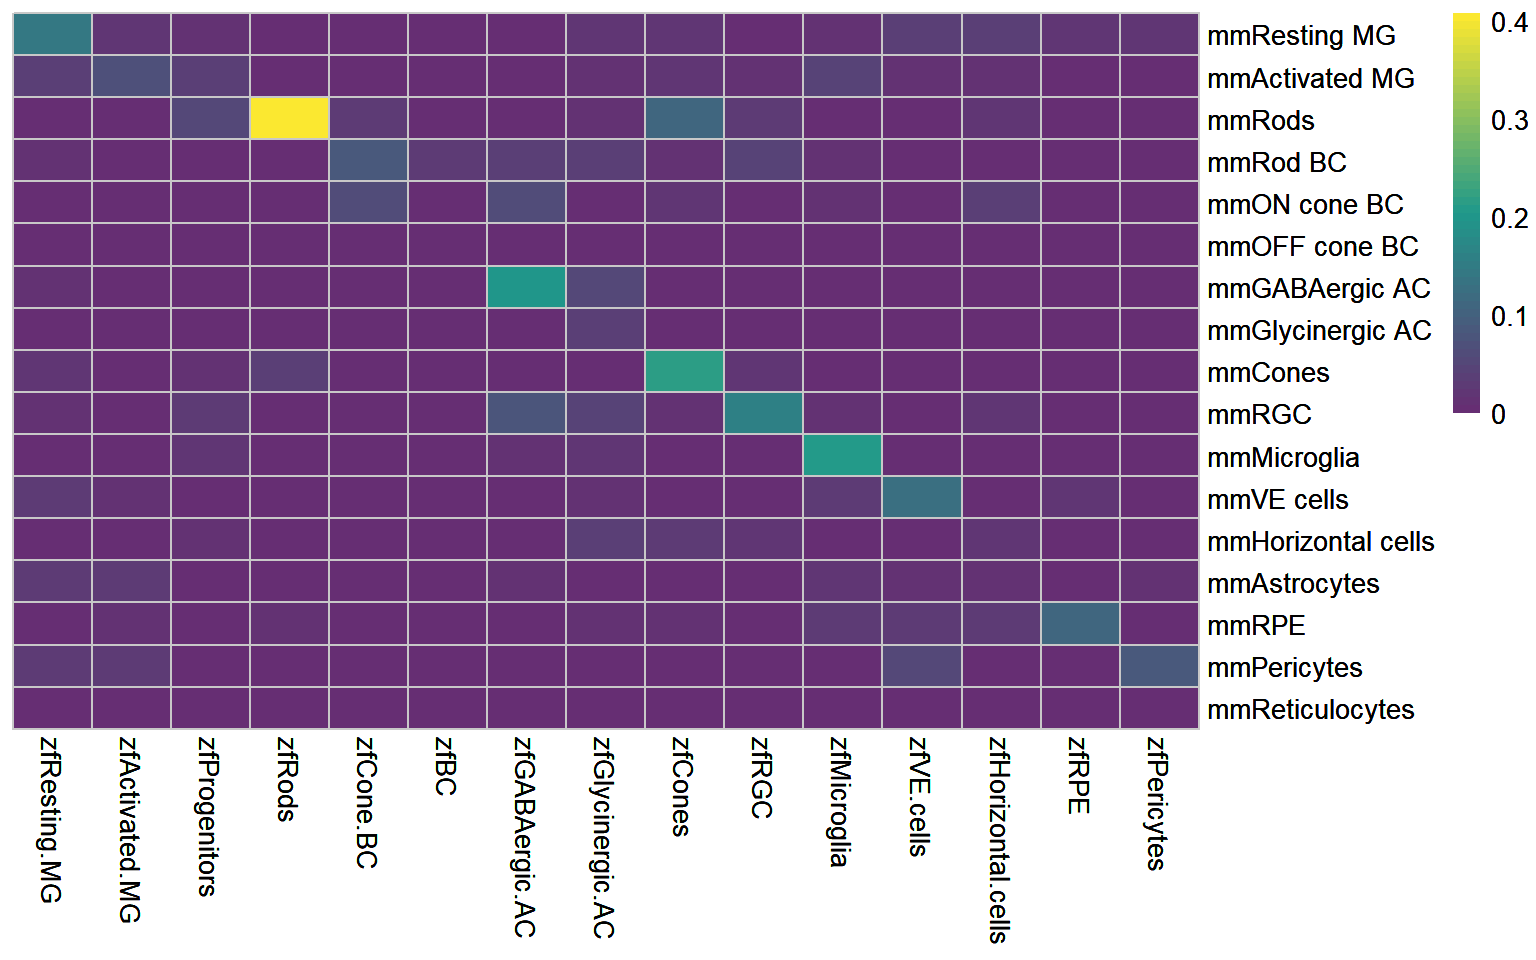 mmResting MG
mmActivated MG
mmRods
mmRod BC
mmON cone BC
mmOFF cone BC
mmGABAergic AC
mmGlycinergic AC
mmCones
mmRGC
mmMicroglia
mmVE cells
mmHorizontal cells
mmAstrocytes
mmRPE
mmPericytes
mmReticulocytes
0.4
0.3
0.2
0.1
0
zfResting.MG
zfActivated.MG
zfProgenitors
zfRods
zfCone.BC
zfBC
zfGABAergic.AC
zfGlycinergic.AC
zfCones
zfRGC
zfMicroglia
zfVE.cells
zfHorizontal.cells
zfRPE
zfPericytes